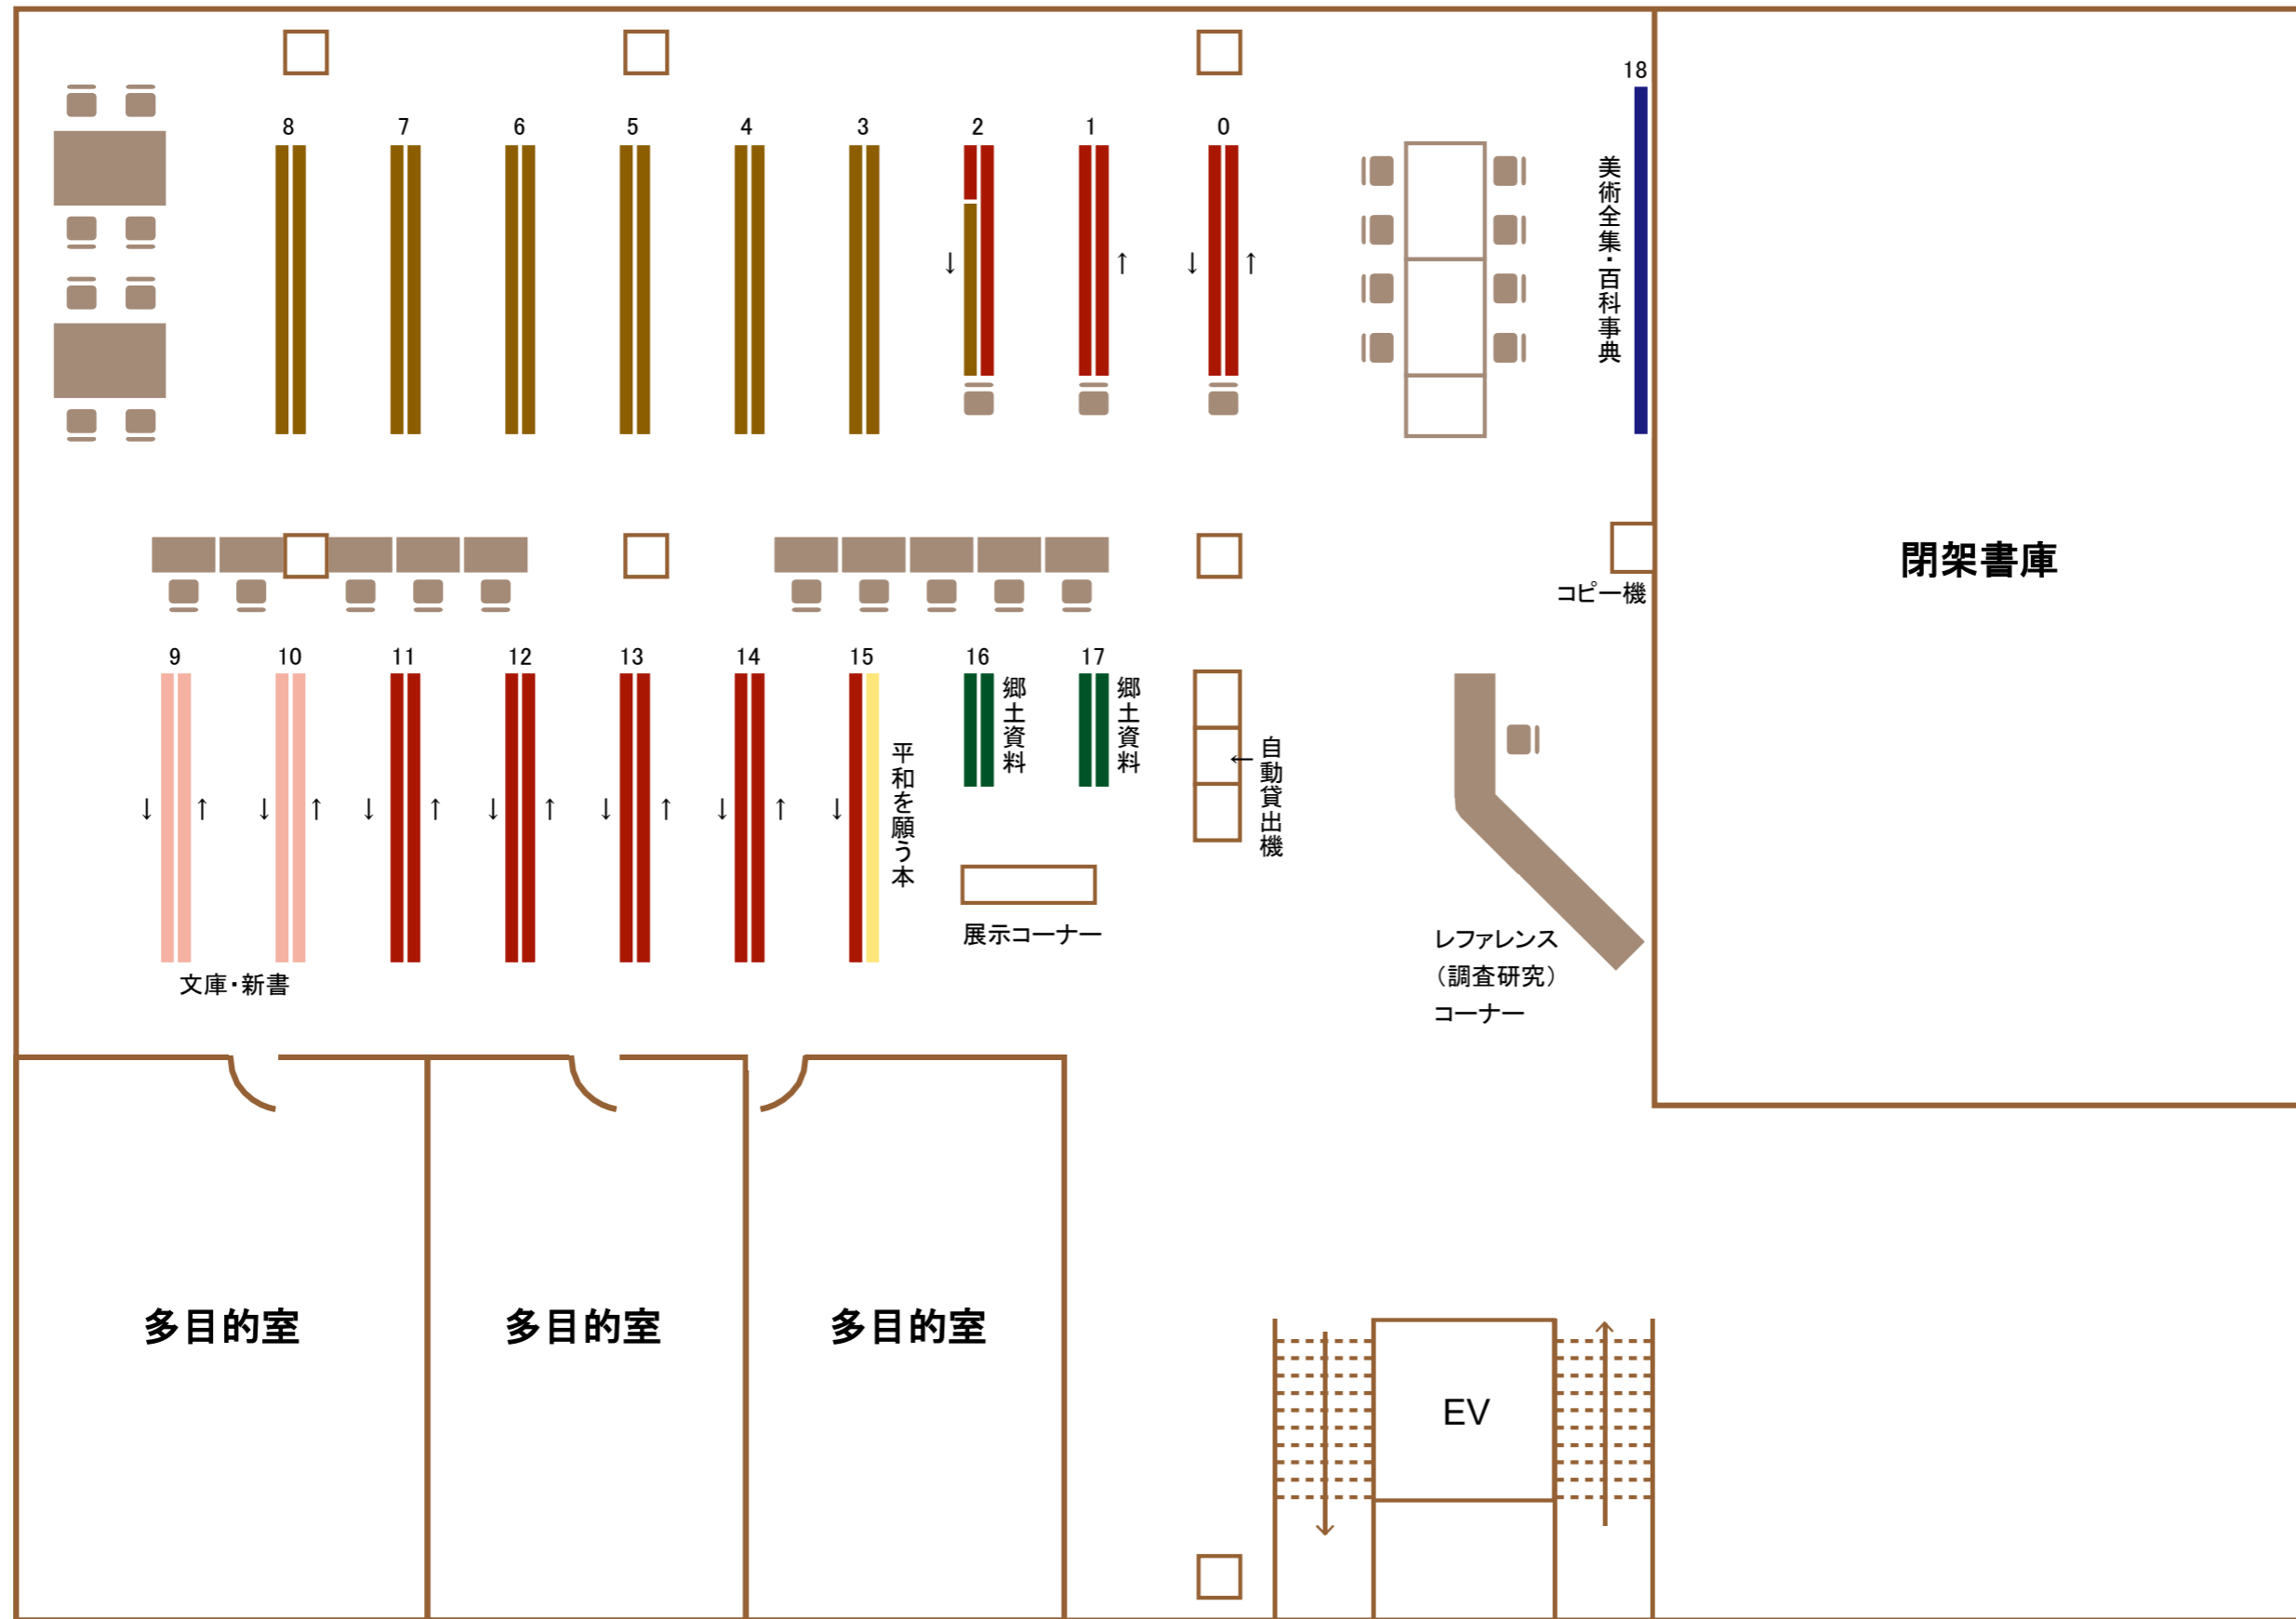 18
8 7 6 5 4 3 2 1 0
美術全集・百科事典
↓ ↑ ↓ ↑
閉架書庫
コピー機
9 10 11 12 13 14 15 16 17
郷土資料
郷土資料
平和を願う本
←自動貸出機
↓ ↑ ↓ ↑ ↓ ↑ ↓ ↑ ↓ ↑ ↓ ↑ ↓
展示コーナー
レファレンス
（調査研究）
コーナー
文庫・新書
多目的室 多目的室 多目的室
EV